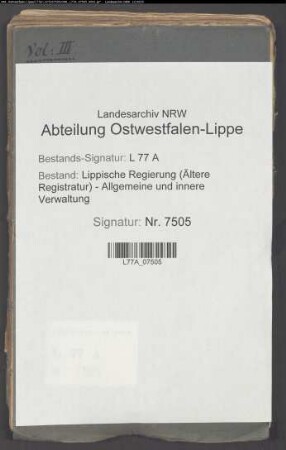 Vol: III
Landesarchiv NRW
Abteilung Ostwestfalen-Lippe
Bestands-Signatur: L 77 A
Bestand: Lippische Regierung (Ältere
Registratur) - Allgemeine und innere
Verwaltung
Signatur: Nr. 7505
L77A_07505